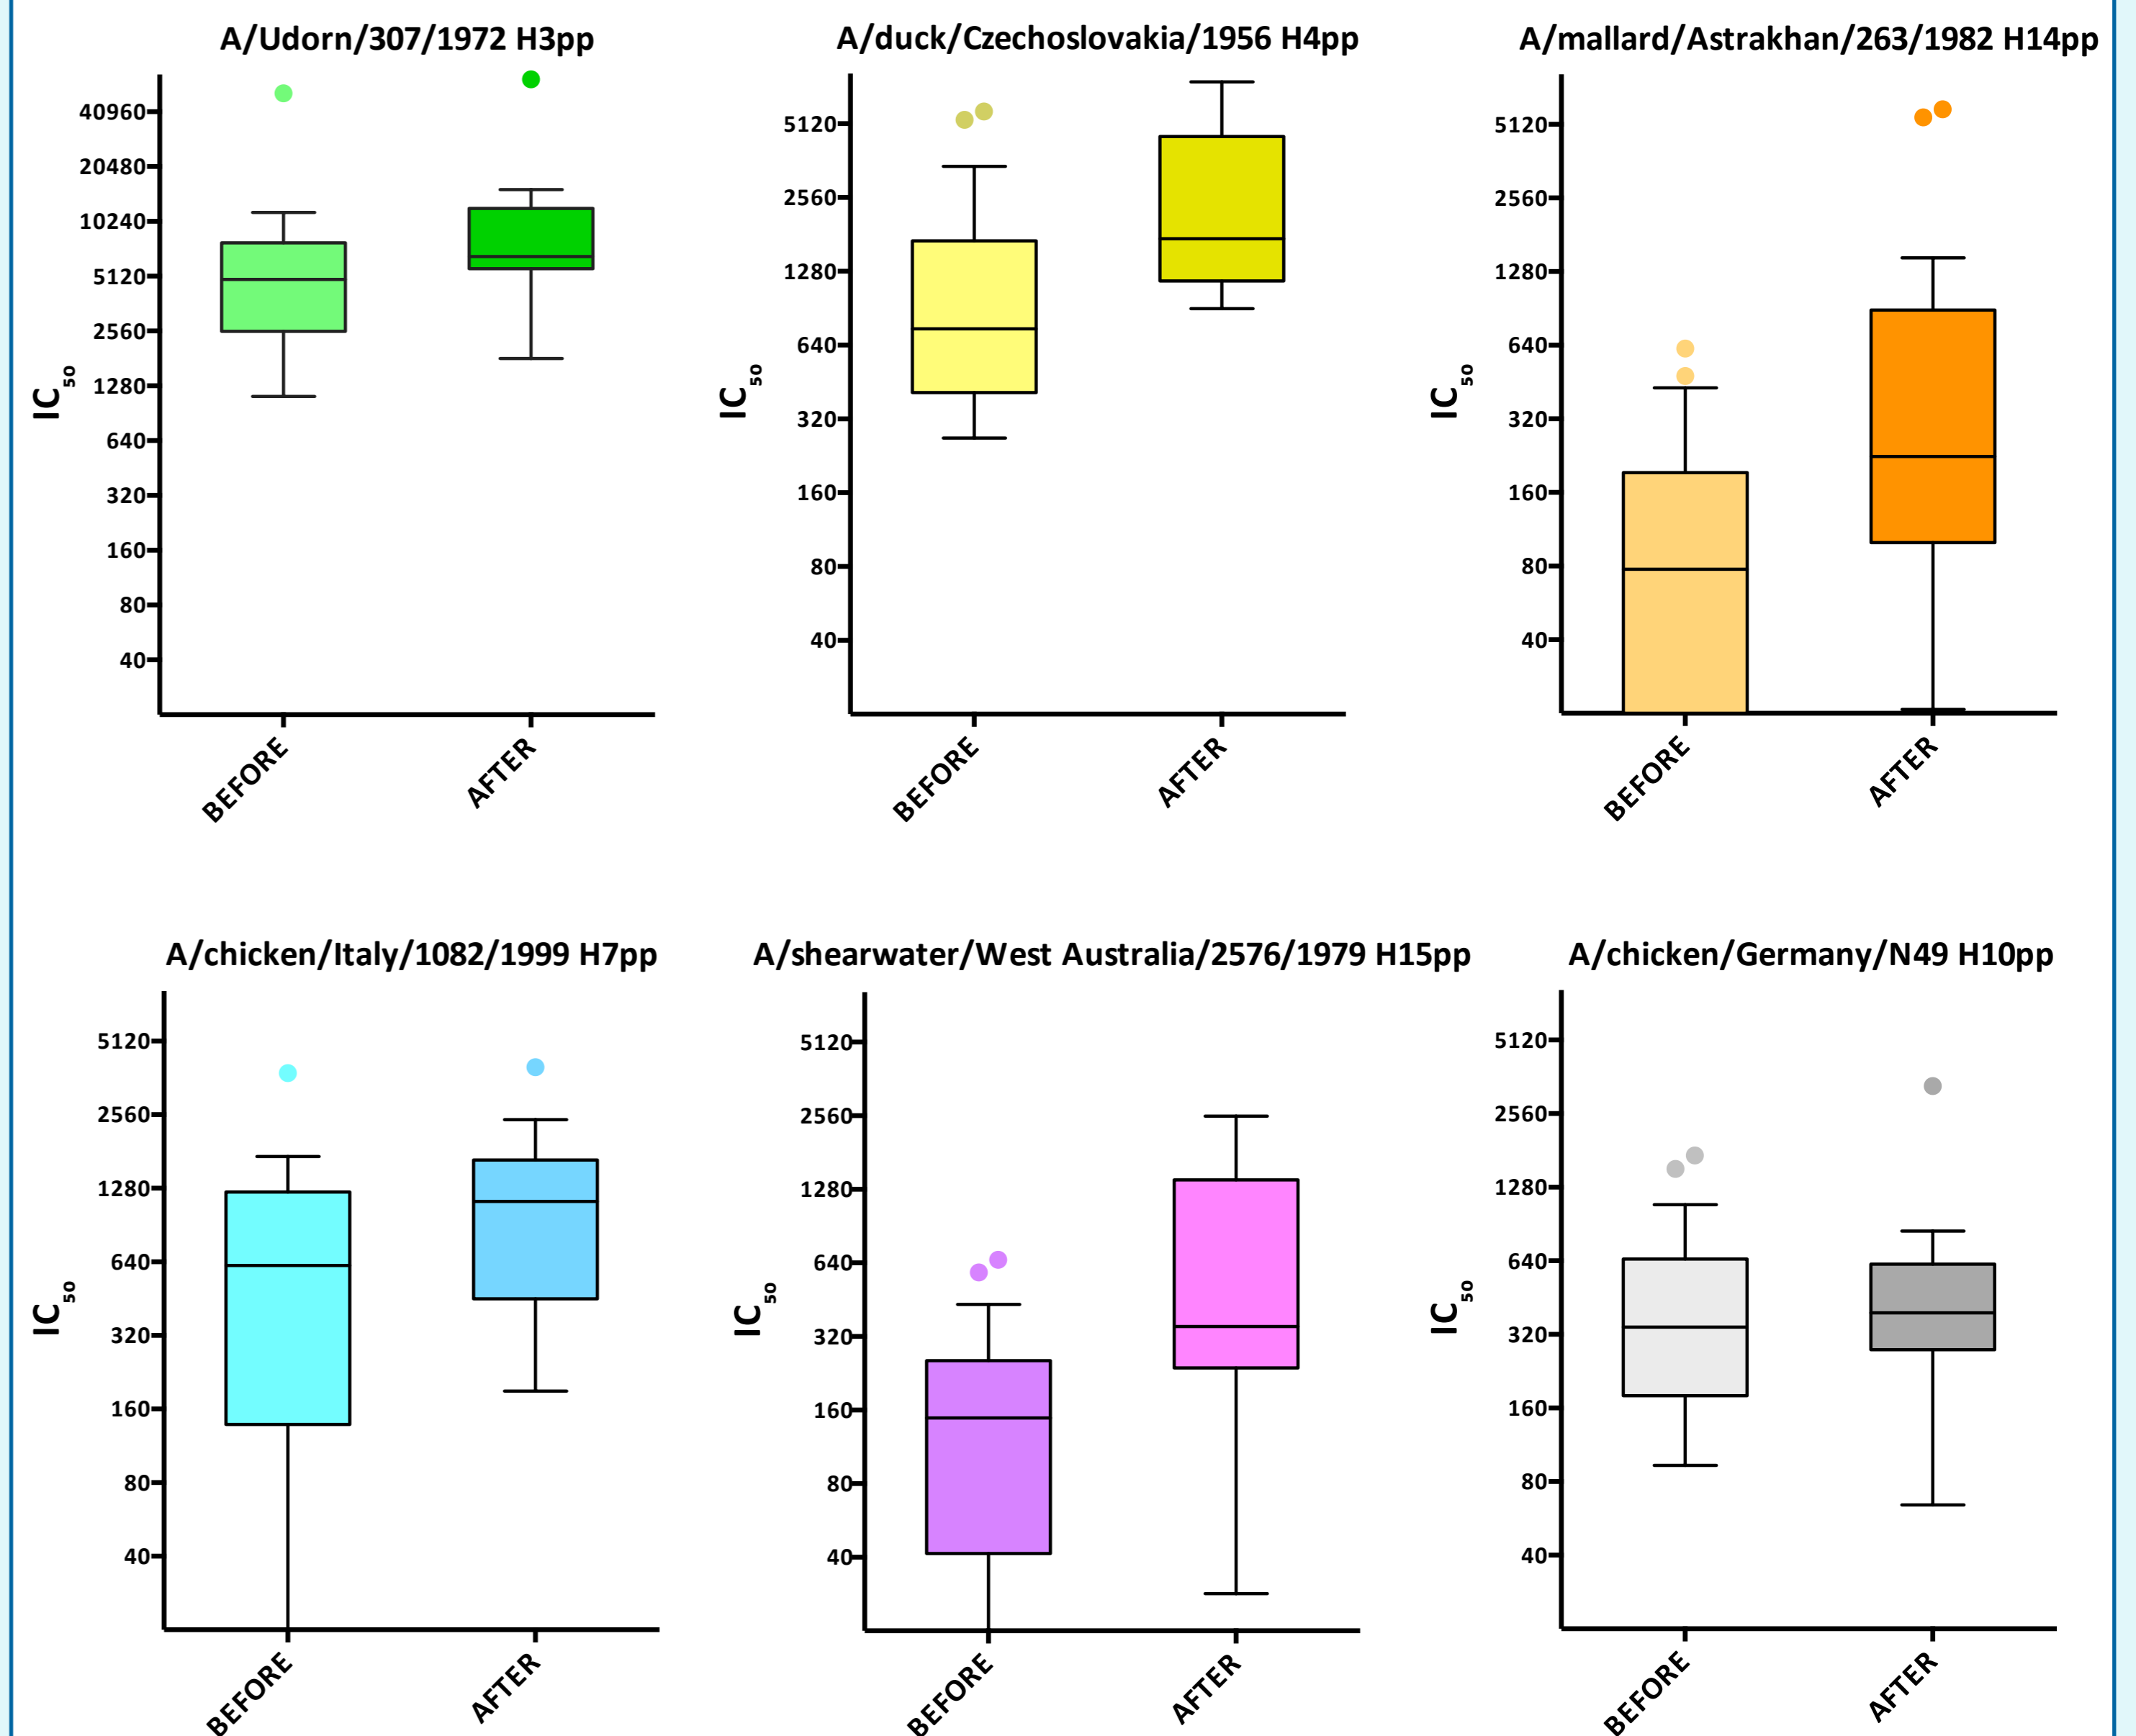 A/Udorn/307/1972 H3pp
40960
20480
10240
5120
2560
1280
640
320
160
80
40
IC50
BEFORE
AFTER
A/duck/Czechoslovakia/1956 H4pp
5120
2560
1280
640
320
160
80
40
IC50
BEFORE
AFTER
A/mallard/Astrakhan/263/1982 H14pp
5120
2560
1280
640
320
160
80
40
IC50
BEFORE
AFTER
A/chicken/Italy/1082/1999 H7pp
5120
2560
1280
640
320
160
80
40
IC50
BEFORE
AFTER
A/shearwater/West Australia/2576/1979 H15pp
5120
2560
1280
640
320
160
80
40
IC50
BEFORE
AFTER
A/chicken/Germany/N49 H10pp
5120
2560
1280
640
320
160
80
40
IC50
BEFORE
AFTER